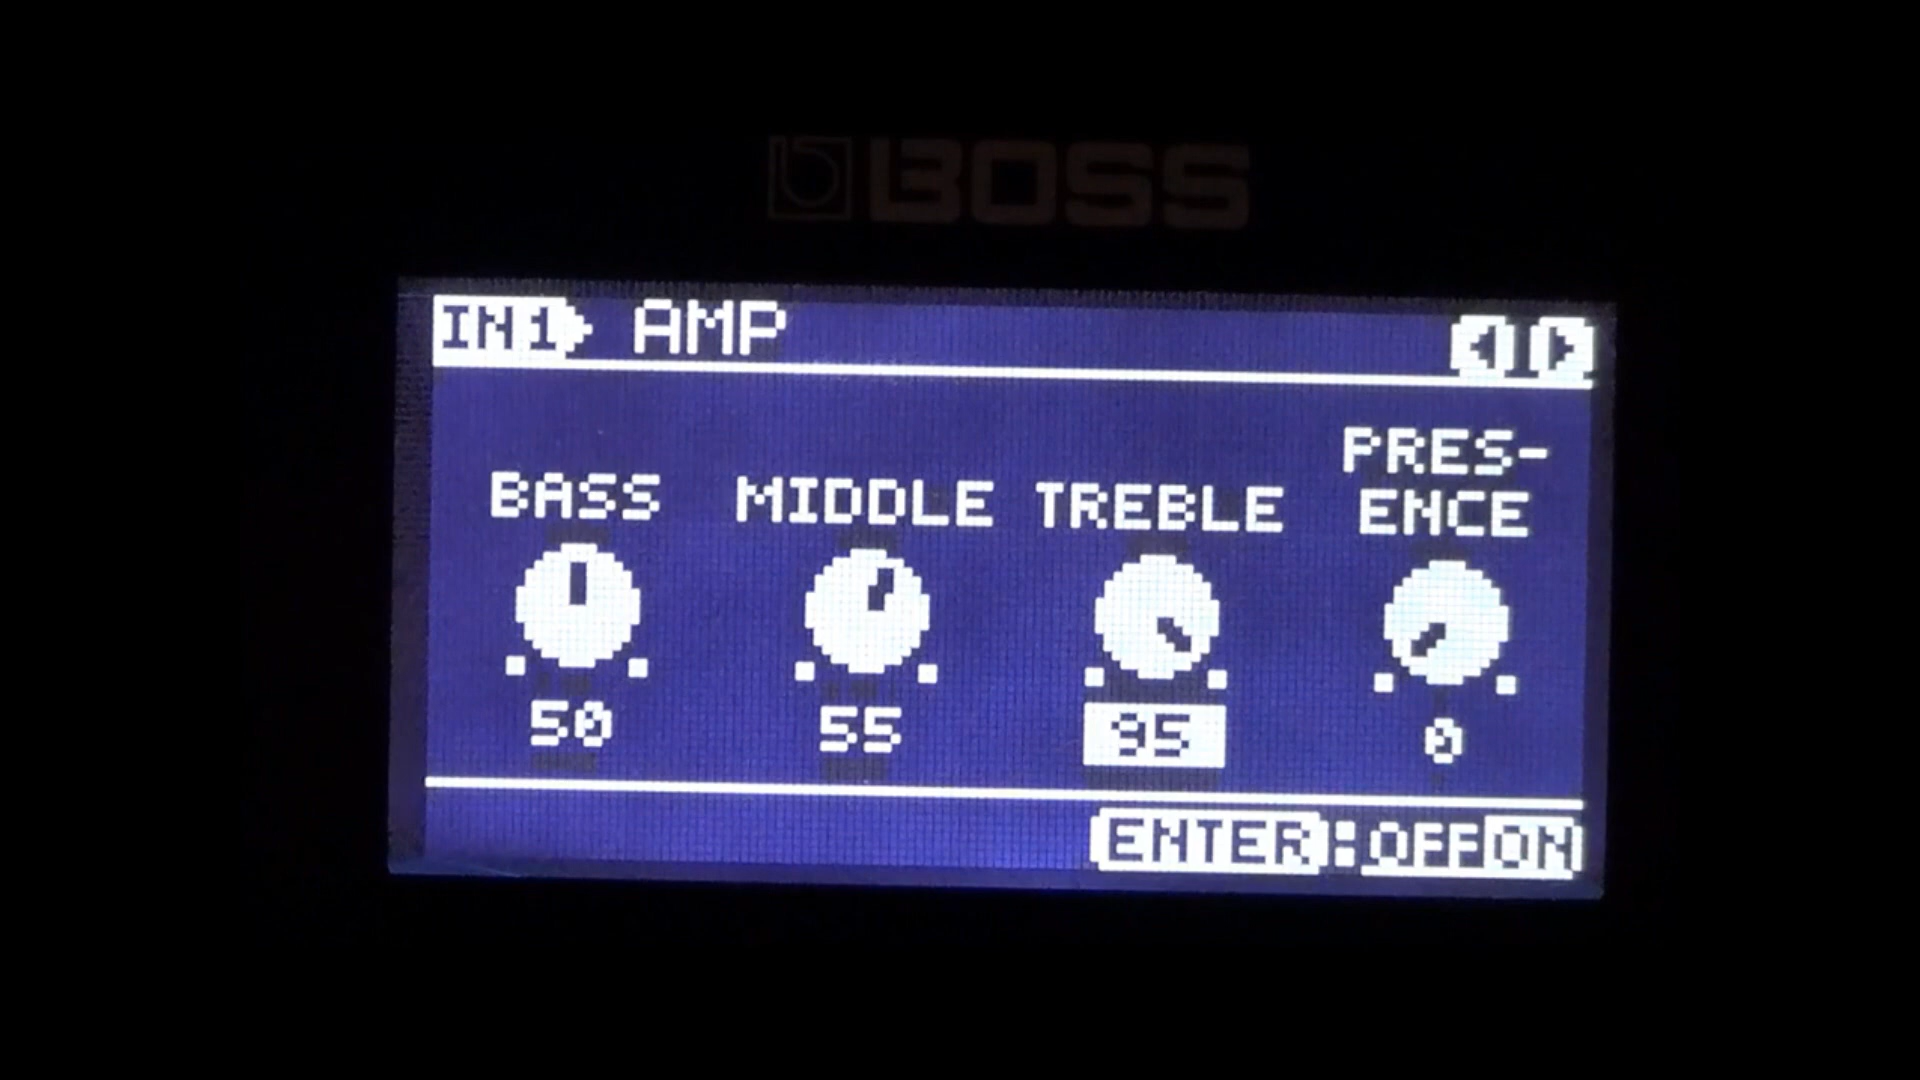 BOSS
IN1 AMP
BASS MIDDLE TREBLE PRES-
ENCE
50 55 95 0
ENTER:OFF ON